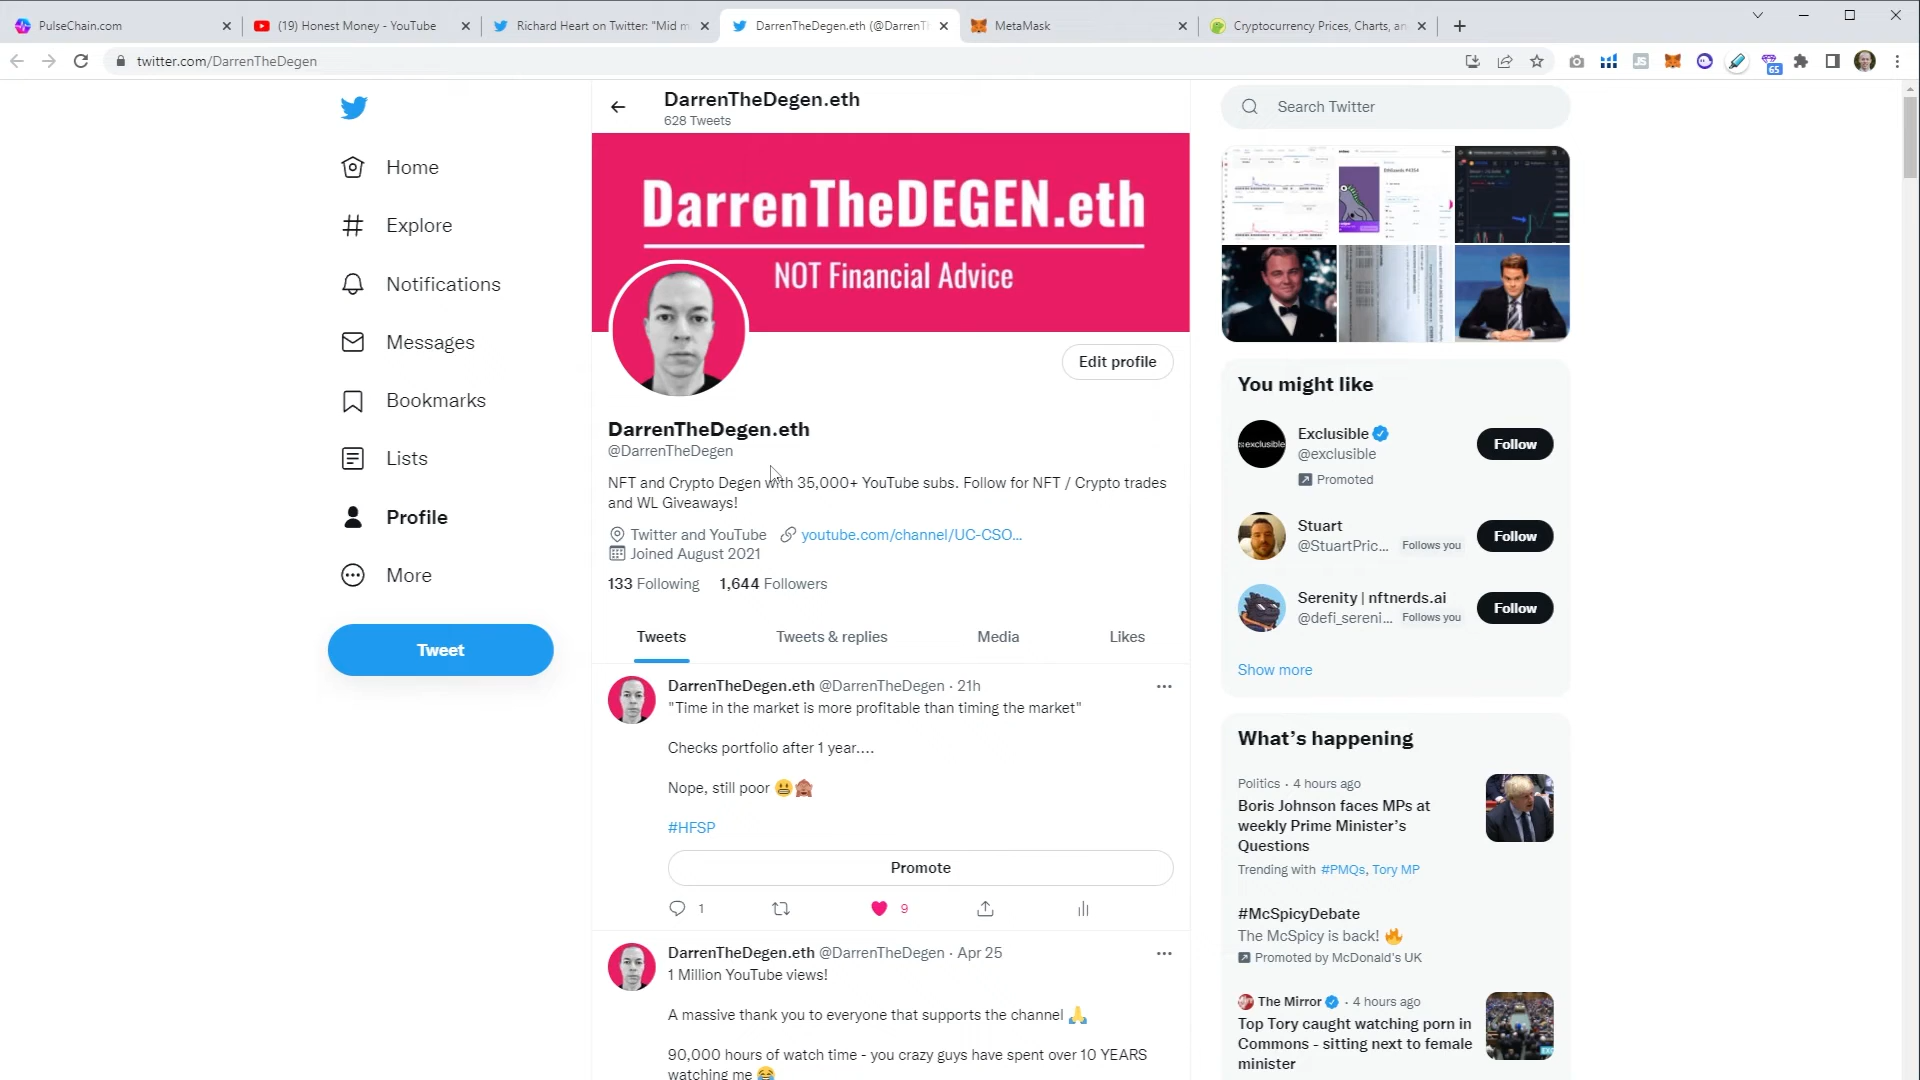 PulseChain.com
(19) Honest Money - YouTube
Richard Heart on Twitter: "Mid m
DarrenTheDegen.eth (@DarrenT
MetaMask
Cryptocurrency Prices, Charts, an
twitter.com/DarrenTheDegen
65
Home
Explore
Notifications
Messages
Bookmarks
Lists
Profile
More
Tweet
DarrenTheDegen.eth
628 Tweets
DarrenTheDEGEN.eth
NOT Financial Advice
Edit profile
DarrenTheDegen.eth
@DarrenTheDegen
NFT and Crypto Degen with 35,000+ YouTube subs. Follow for NFT / Crypto trades
and WL Giveaways!
Twitter and YouTube youtube.com/channel/UC-CSO...
Joined August 2021
133 Following 1,644 Followers
Tweets Tweets & replies Media Likes
DarrenTheDegen.eth @DarrenTheDegen · 21h
"Time in the market is more profitable than timing the market"
Checks portfolio after 1 year....
Nope, still poor 😬🙈
#HFSP
Promote
1 9
DarrenTheDegen.eth @DarrenTheDegen · Apr 25
1 Million YouTube views!
A massive thank you to everyone that supports the channel 🙏
90,000 hours of watch time - you crazy guys have spent over 10 YEARS
watching me 😂
Search Twitter
You might like
Exclusible
@exclusible
Promoted
Follow
Stuart
@StuartPric... Follows you
Follow
Serenity | nftnerds.ai
@defi_sereni... Follows you
Follow
Show more
What's happening
Politics · 4 hours ago
Boris Johnson faces MPs at
weekly Prime Minister's
Questions
Trending with #PMQs, Tory MP
#McSpicyDebate
The McSpicy is back! 🔥
Promoted by McDonald's UK
The Mirror · 4 hours ago
Top Tory caught watching porn in
Commons - sitting next to female
minister